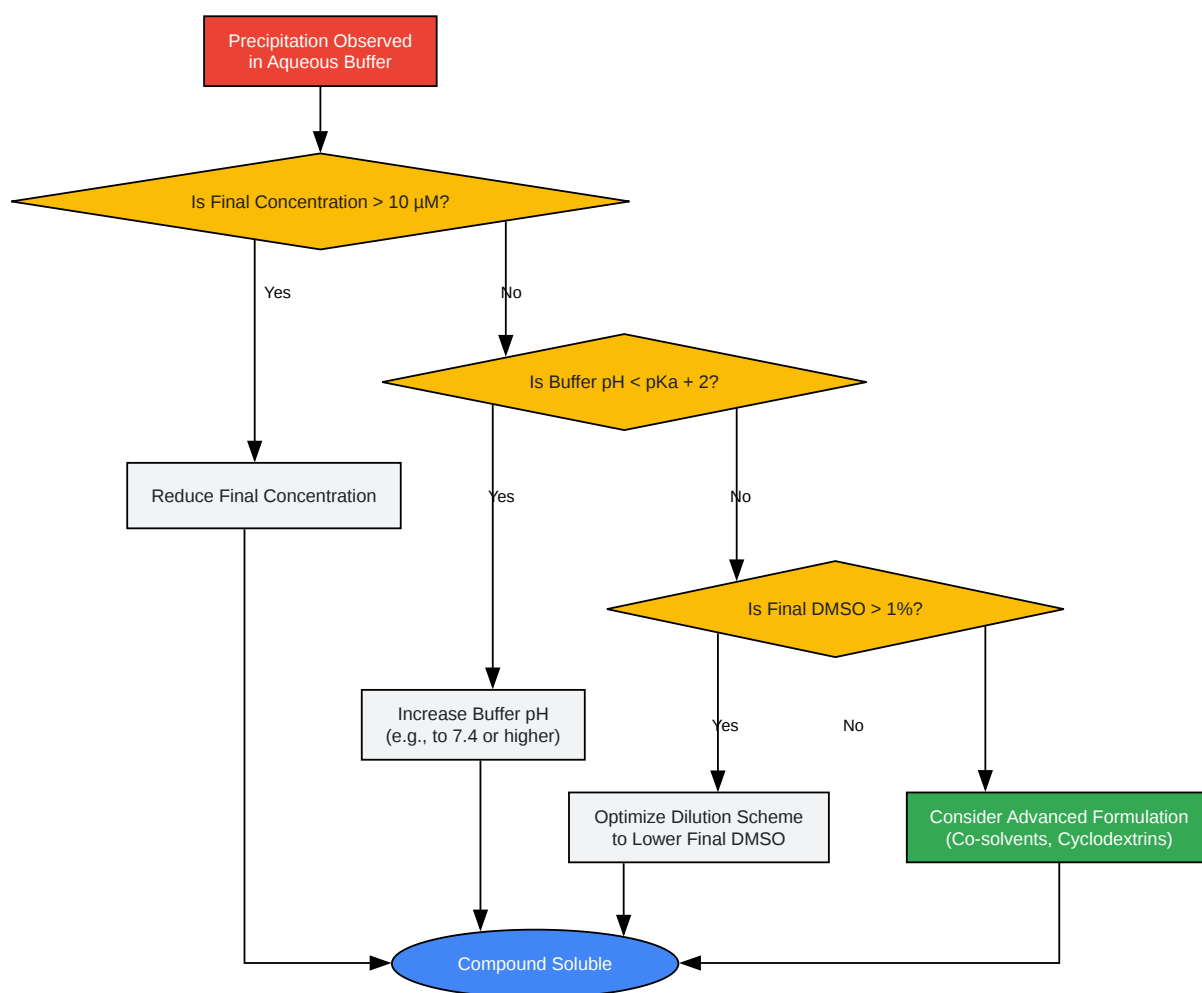 Precipitation Observed
in Aqueous Buffer
Is Final Concentration > 10 µM?
Yes
No
Is Buffer pH < pKa + 2?
Reduce Final Concentration
Yes
No
Is Final DMSO > 1%?
Increase Buffer pH
(e.g., to 7.4 or higher)
Yes
No
Optimize Dilution Scheme
to Lower Final DMSO
Consider Advanced Formulation
(Co-solvents, Cyclodextrins)
Compound Soluble